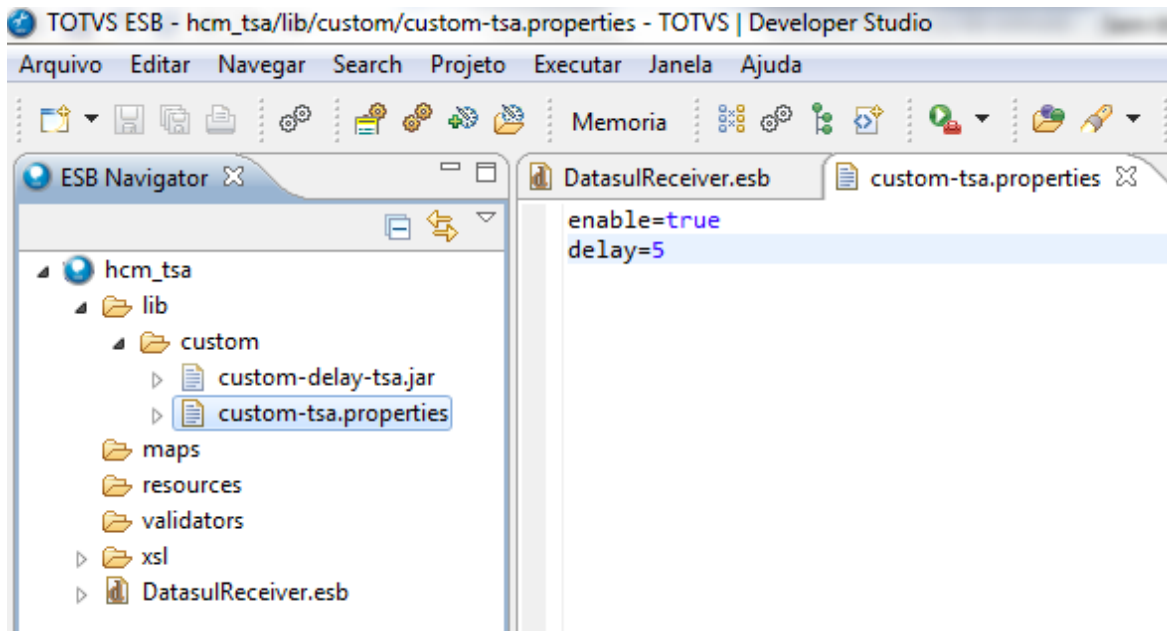 TOTVS ESB - hcm_tsa/lib/custom/custom-tsa.properties - TOTVS | Developer Studio
Arquivo Editar Navegar Search Projeto Executar Janela Ajuda
Memoria
ESB Navigator
DatasulReceiver.esb
custom-tsa.properties
enable=true
delay=5
hcm_tsa
lib
custom
custom-delay-tsa.jar
custom-tsa.properties
maps
resources
validators
xsl
DatasulReceiver.esb